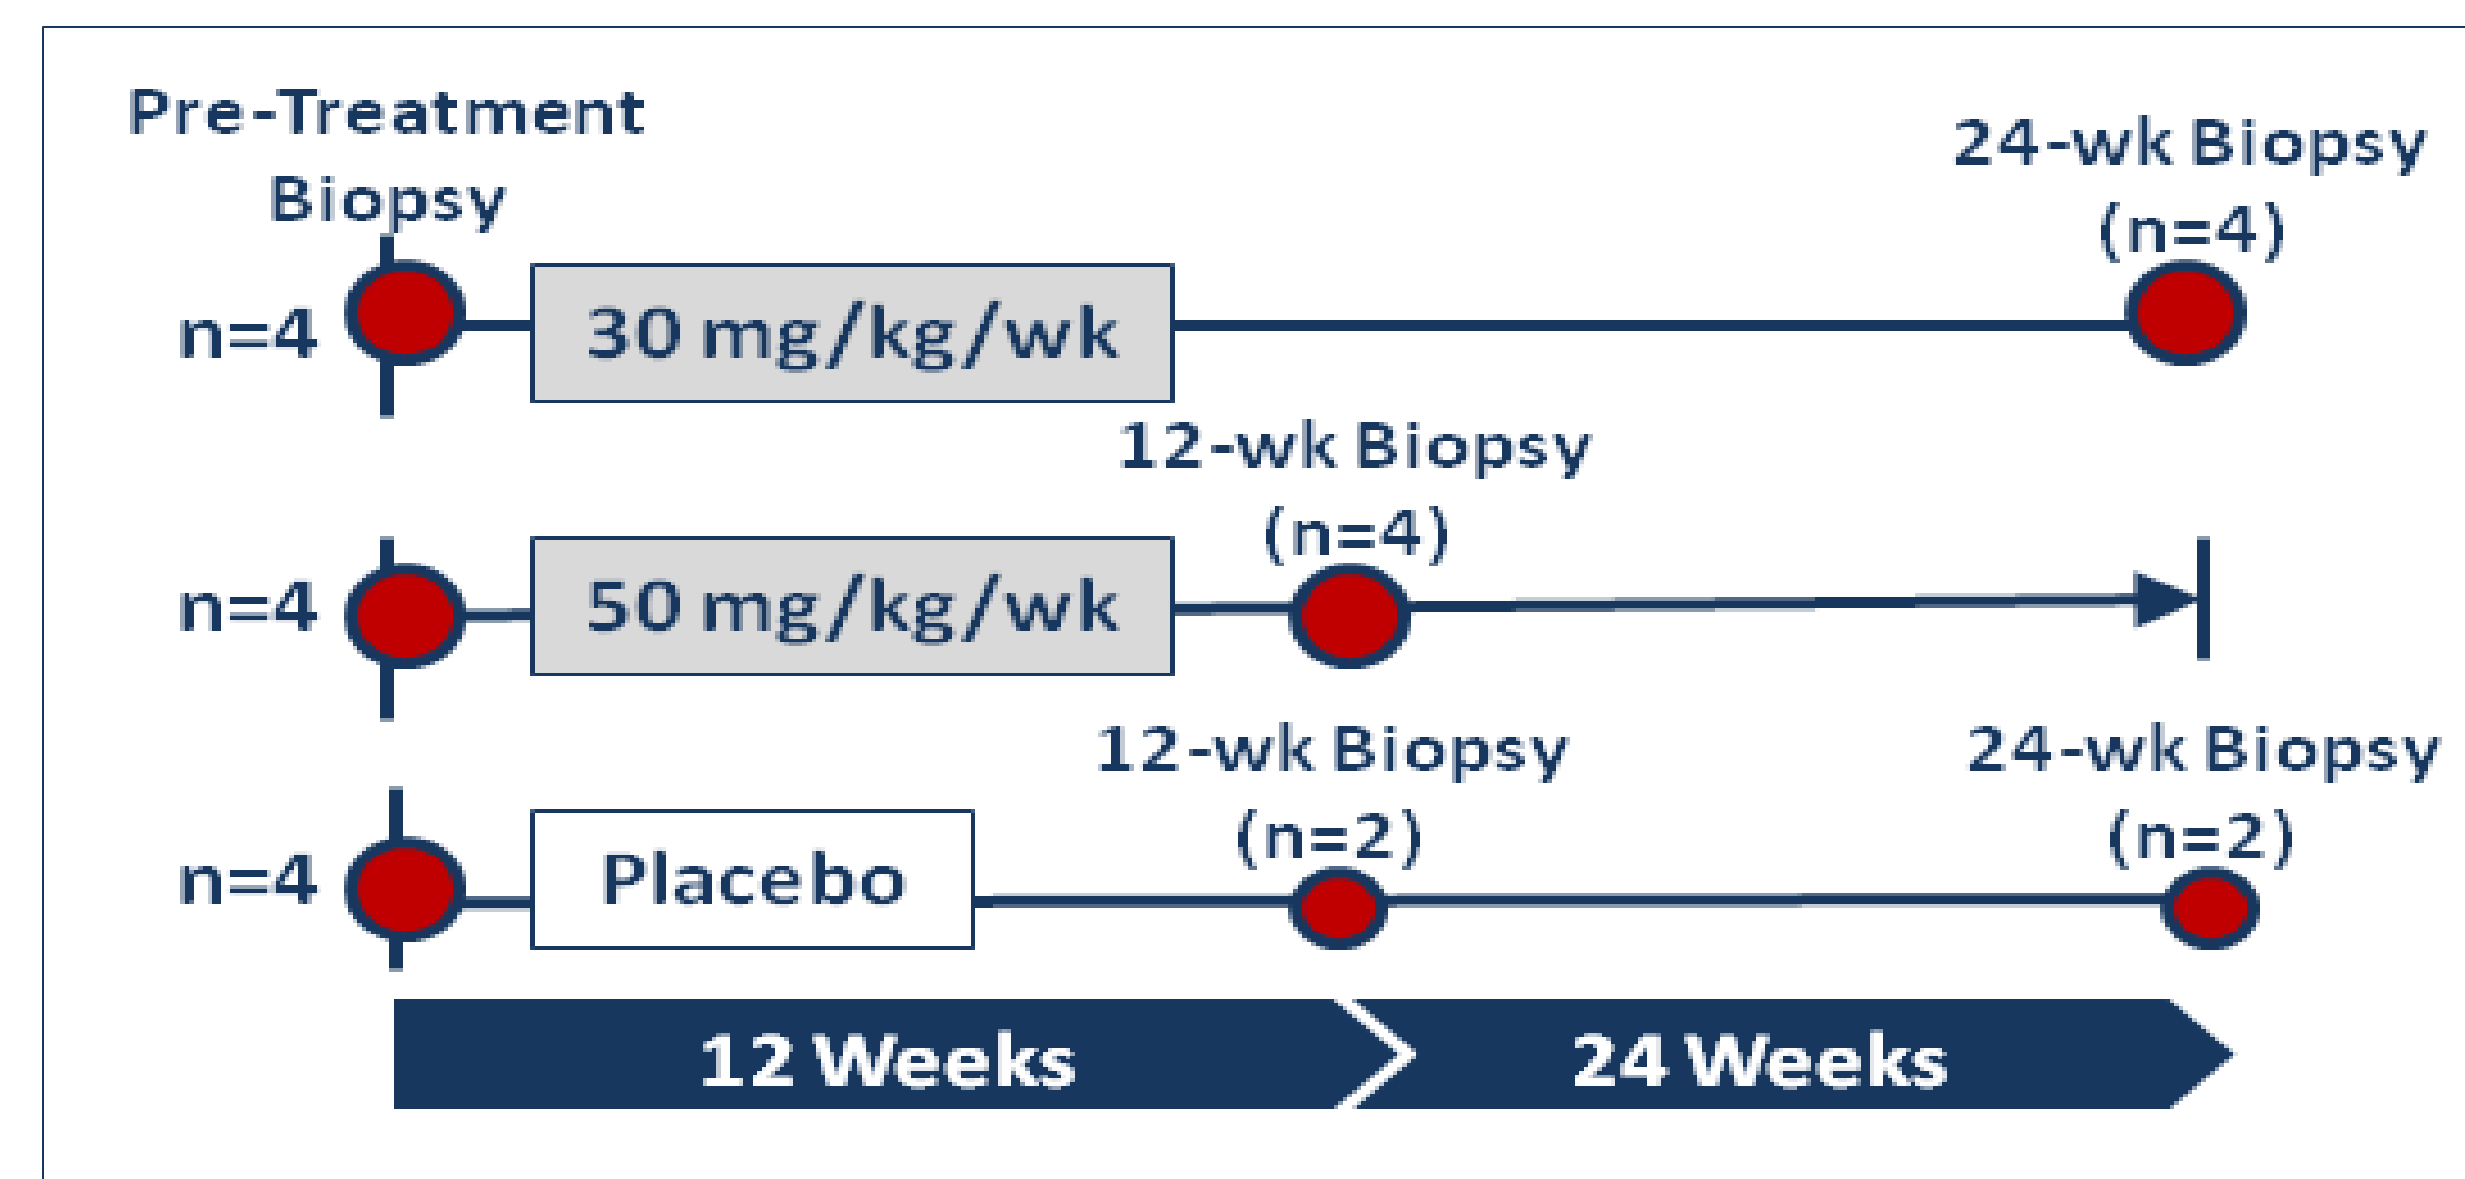 Pre-Treatment
Biopsy
24-wk Biopsy
(n=4)
n=4
30 mg/kg/wk
12-wk Biopsy
(n=4)
n=4
50 mg/kg/wk
12-wk Biopsy
(n=2)
24-wk Biopsy
(n=2)
n=4
Placebo
12 Weeks
24 Weeks